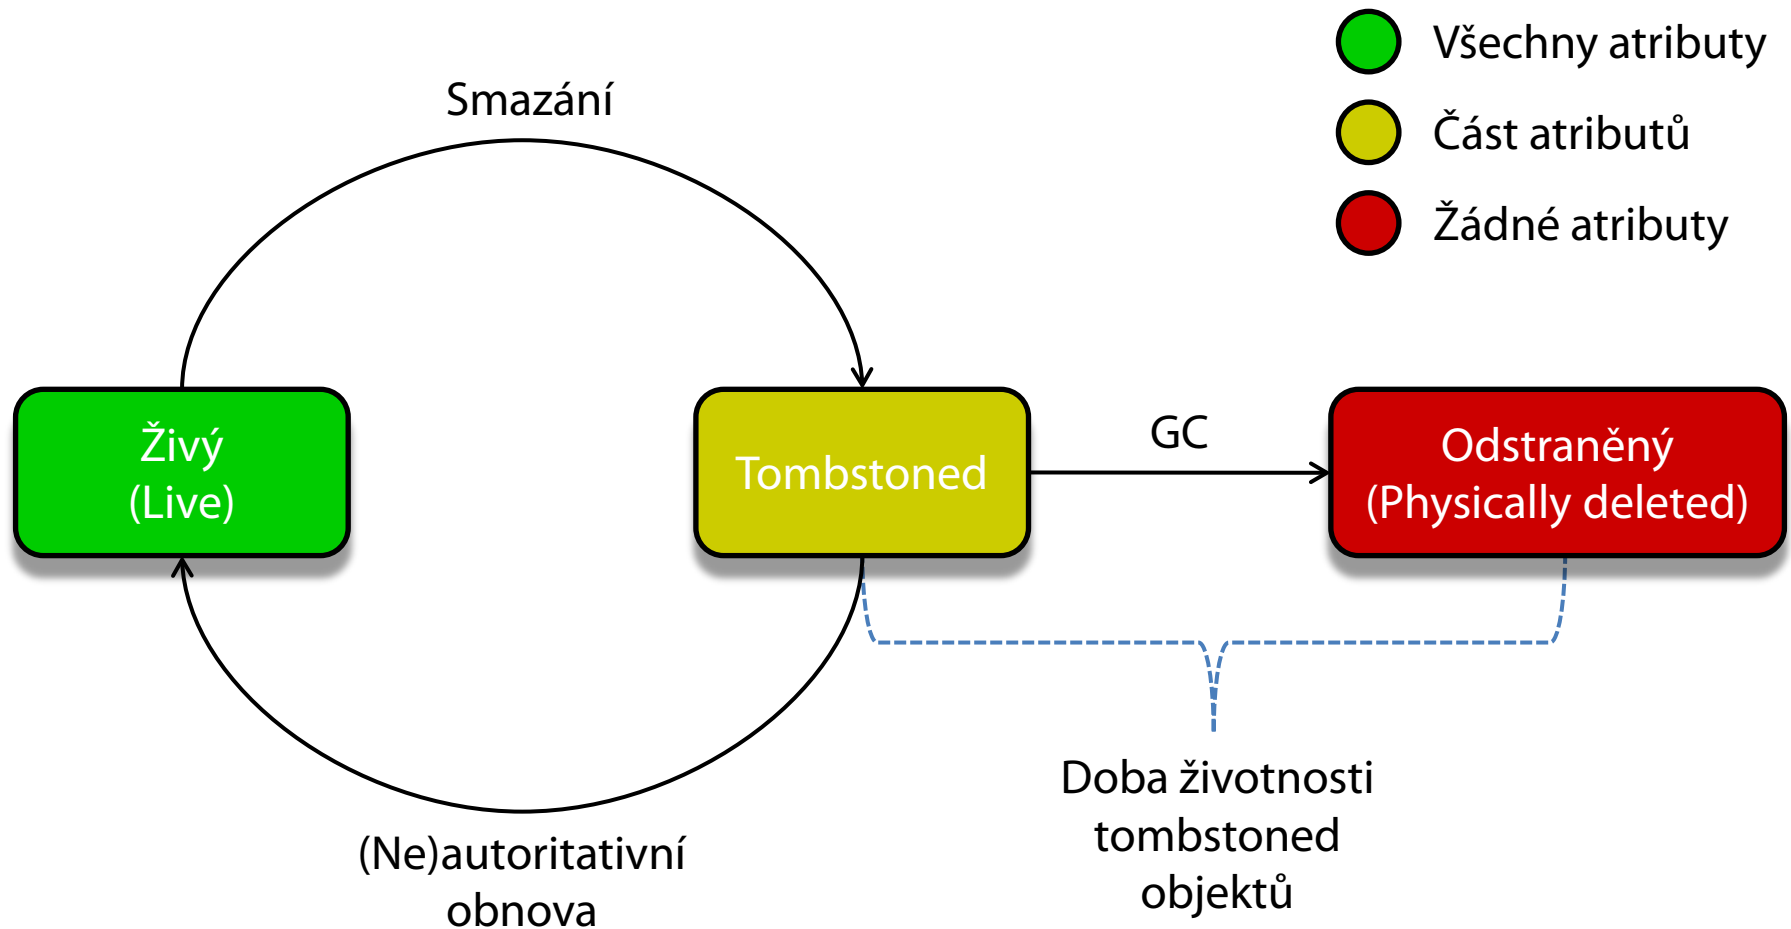 Všechny atributy
Část atributů
Žádné atributy
Smazání
Živý
(Live)
Tombstoned
GC
Odstraněný
(Physically deleted)
(Ne)autoritativní
obnova
Doba životnosti
tombstoned
objektů